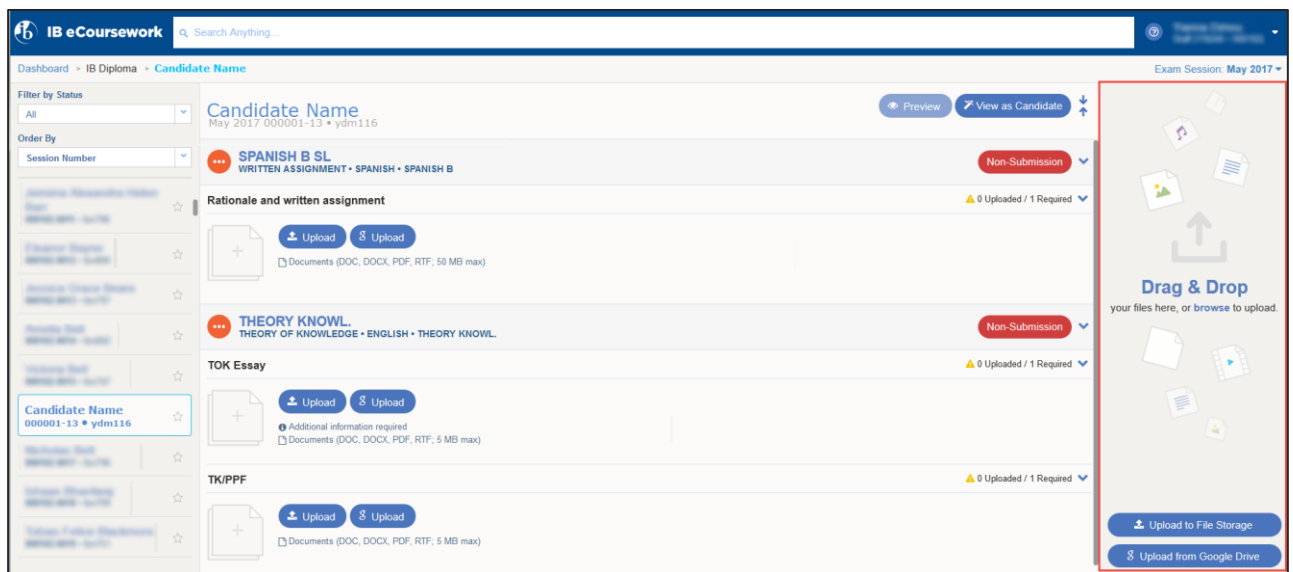 IB eCoursework
Search Anything...
Dashboard IB Diploma Candidate Name
Exam Session: May 2017
Filter by Status
All
Order By
Session Number
Candidate Name
000001-13 • ydm116
Candidate Name
May 2017 000001-13 • ydm116
Preview
View as Candidate
SPANISH B SL
WRITTEN ASSIGNMENT • SPANISH • SPANISH B
Non-Submission
Rationale and written assignment
0 Uploaded / 1 Required
Upload
Upload
Documents (DOC, DOCX, PDF, RTF; 50 MB max)
THEORY KNOWL.
THEORY OF KNOWLEDGE • ENGLISH • THEORY KNOWL.
Non-Submission
TOK Essay
0 Uploaded / 1 Required
Upload
Upload
Additional information required
Documents (DOC, DOCX, PDF, RTF; 5 MB max)
TK/PPF
0 Uploaded / 1 Required
Upload
Upload
Documents (DOC, DOCX, PDF, RTF; 5 MB max)
Drag & Drop
your files here, or browse to upload.
Upload to File Storage
Upload from Google Drive